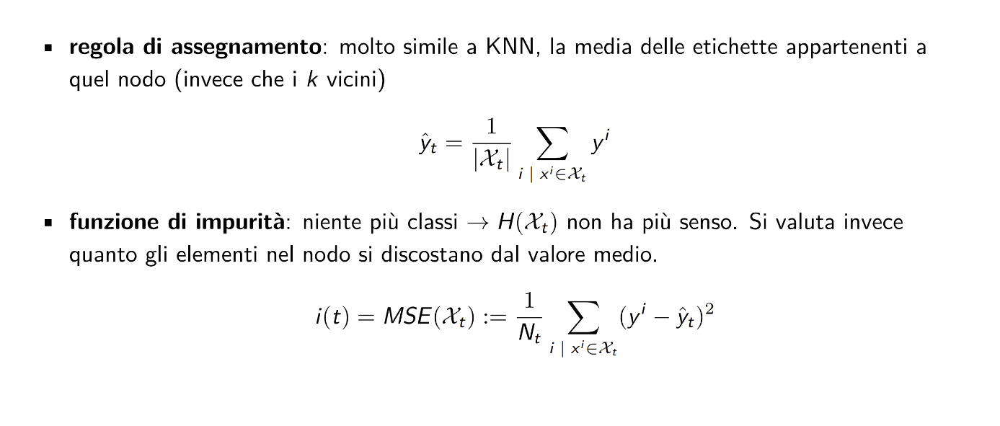 ▪ regola di assegnamento: molto simile a KNN, la media delle etichette appartenenti a
quel nodo (invece che i k vicini)
$\hat{y}_t = \frac{1}{|\mathcal{X}_t|} \sum_{i \mid x^i \in \mathcal{X}_t} y^i$
▪ funzione di impurità: niente più classi → $H(\mathcal{X}_t)$ non ha più senso. Si valuta invece
quanto gli elementi nel nodo si discostano dal valore medio.
$i(t) = MSE(\mathcal{X}_t) := \frac{1}{N_t} \sum_{i \mid x^i \in \mathcal{X}_t} (y^i - \hat{y}_t)^2$